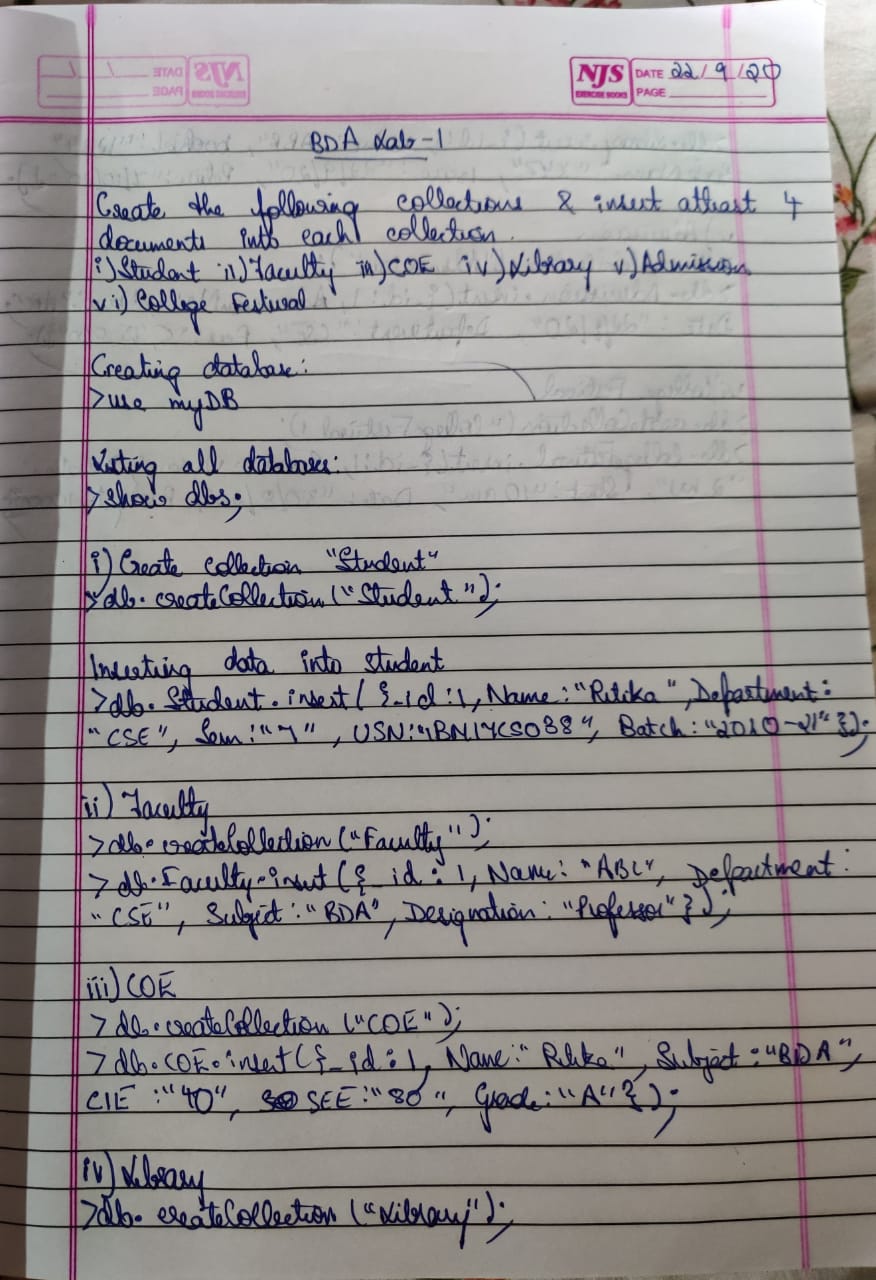 NJS
EXERCISE BOOKS
DATE 22/9/20
PAGE
BDA Lab-1
Create the following collections & insert atleast 4
documents into each collection.
i) Student ii) Faculty iii) COE iv) Library v) Admission
vi) College Festival
Creating database:
>use myDB
Listing all databases:
>show dbs;
i) Create collection "Student"
>db.createCollection("Student");
Inserting data into student
>db.Student.insert({_id:1, Name:"Ritika", Department:
"CSE", Sem:"7", USN:"1BN17CS088", Batch:"2010-21"});
ii) Faculty
>db.createCollection("Faculty");
>db.Faculty.insert({_id:1, Name:"ABC", Department:
"CSE", Subject:"BDA", Designation:"Professor"});
iii) COE
>db.createCollection("COE");
>db.COE.insert({_id:1, Name:"Ritika", Subject:"BDA",
CIE:"40", SEE:"80", Grade:"A"});
iv) Library
>db.createCollection("Library");